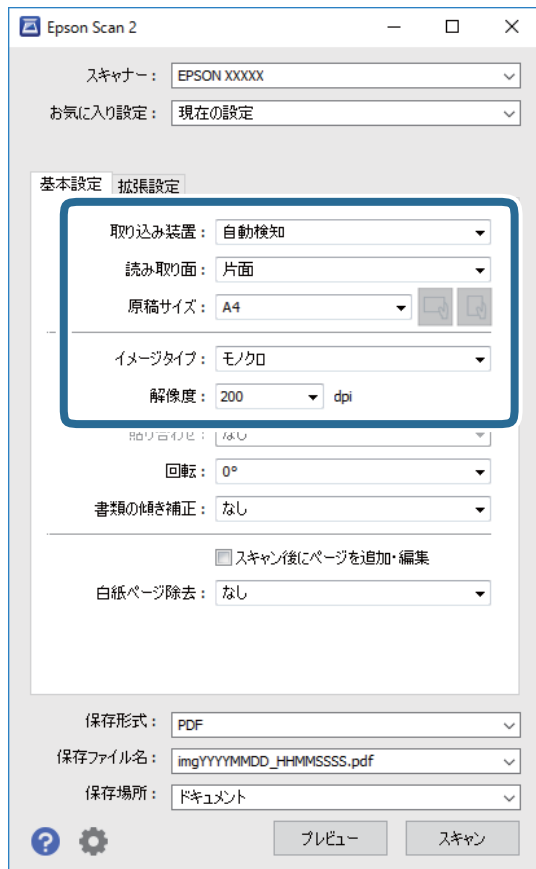 Epson Scan 2
スキャナー： EPSON XXXXX
お気に入り設定： 現在の設定
基本設定 拡張設定
取り込み装置： 自動検知
読み取り面： 片面
原稿サイズ： A4
イメージタイプ： モノクロ
解像度： 200 dpi
貼り合わせ： なし
回転： 0°
書類の傾き補正： なし
スキャン後にページを追加・編集
白紙ページ除去： なし
保存形式： PDF
保存ファイル名： imgYYYYMMDD_HHMMSSSS.pdf
保存場所： ドキュメント
プレビュー スキャン